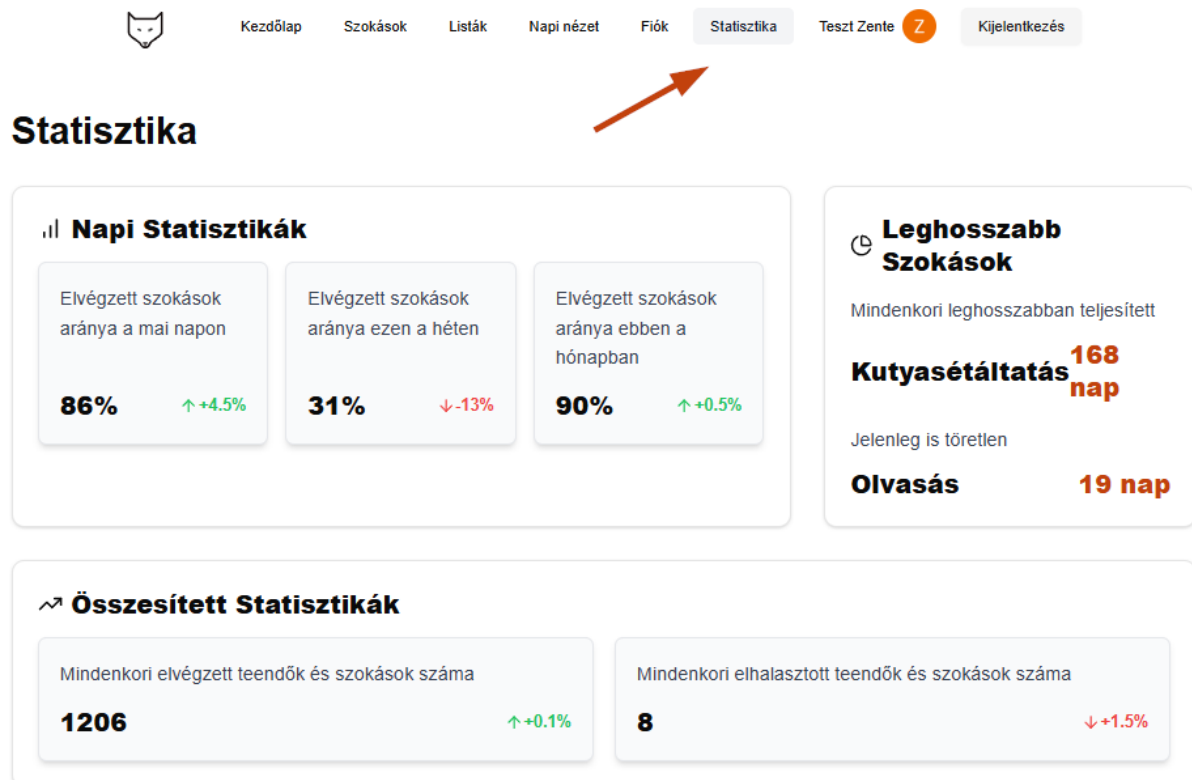 Kezdőlap Szokások Listák Napi nézet Fiók Statisztika Teszt Zente Z Kijelentkezés
Statisztika
Napi Statisztikák
Elvégzett szokások
aránya a mai napon
86% +4.5%
Elvégzett szokások
aránya ezen a héten
31% -13%
Elvégzett szokások
aránya ebben a
hónapban
90% +0.5%
Leghosszabb
Szokások
Mindenkori leghosszabban teljesített
Kutyasétáltatás 168
nap
Jelenleg is töretlen
Olvasás 19 nap
Összesített Statisztikák
Mindenkori elvégzett teendők és szokások száma
1206 +0.1%
Mindenkori elhalasztott teendők és szokások száma
8 +1.5%